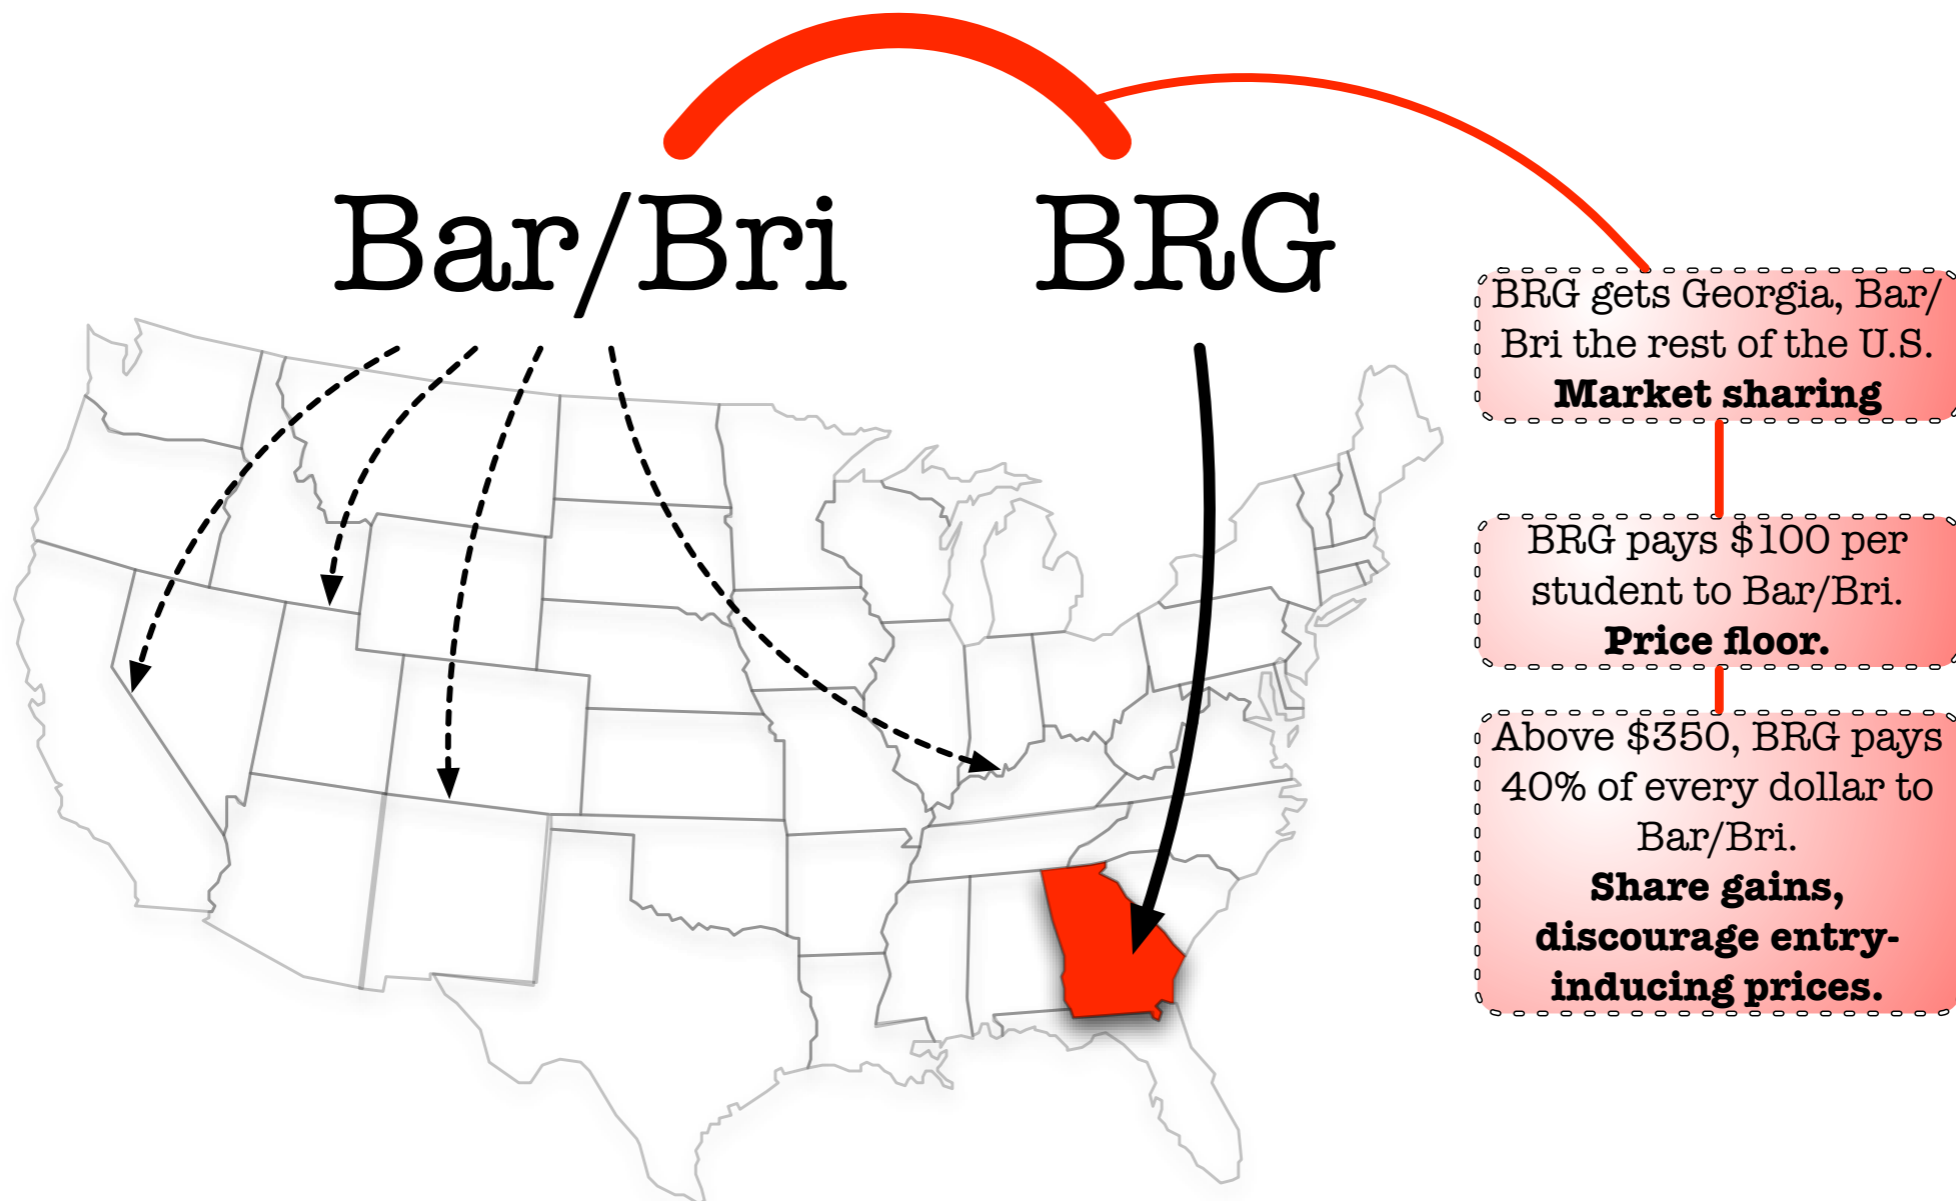 Bar/Bri
BRG
BRG gets Georgia, Bar/
Bri the rest of the U.S.
Market sharing
BRG pays $100 per
student to Bar/Bri.
Price floor.
Above $350, BRG pays
40% of every dollar to
Bar/Bri.
Share gains,
discourage entry-
inducing prices.